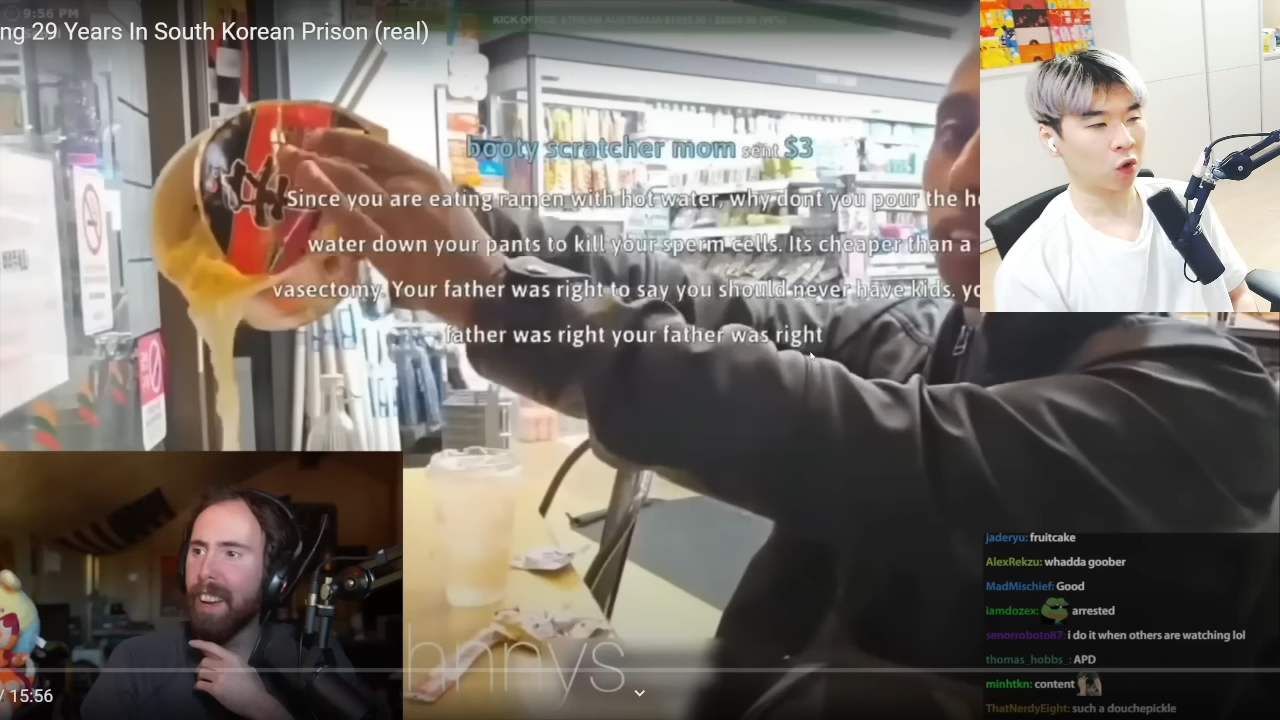 9:56 PM
KICK OFFICE STREAM AUSTRALIA
ng 29 Years In South Korean Prison (real)
booty scratcher mom sent $3
Since you are eating ramen with hot water, why dont you pour the h
water down your pants to kill your sperm cells. Its cheaper than a
vasectomy. Your father was right to say you should never have kids. yo
father was right your father was right
jaderyu: fruitcake
AlexRekzu: whadda goober
MadMischief: Good
iamdozex: arrested
senorroboto87: i do it when others are watching lol
thomas_hobbs_: APD
minhtkn: content
ThatNerdyEight: such a douchepickle
hnnys
/ 15:56